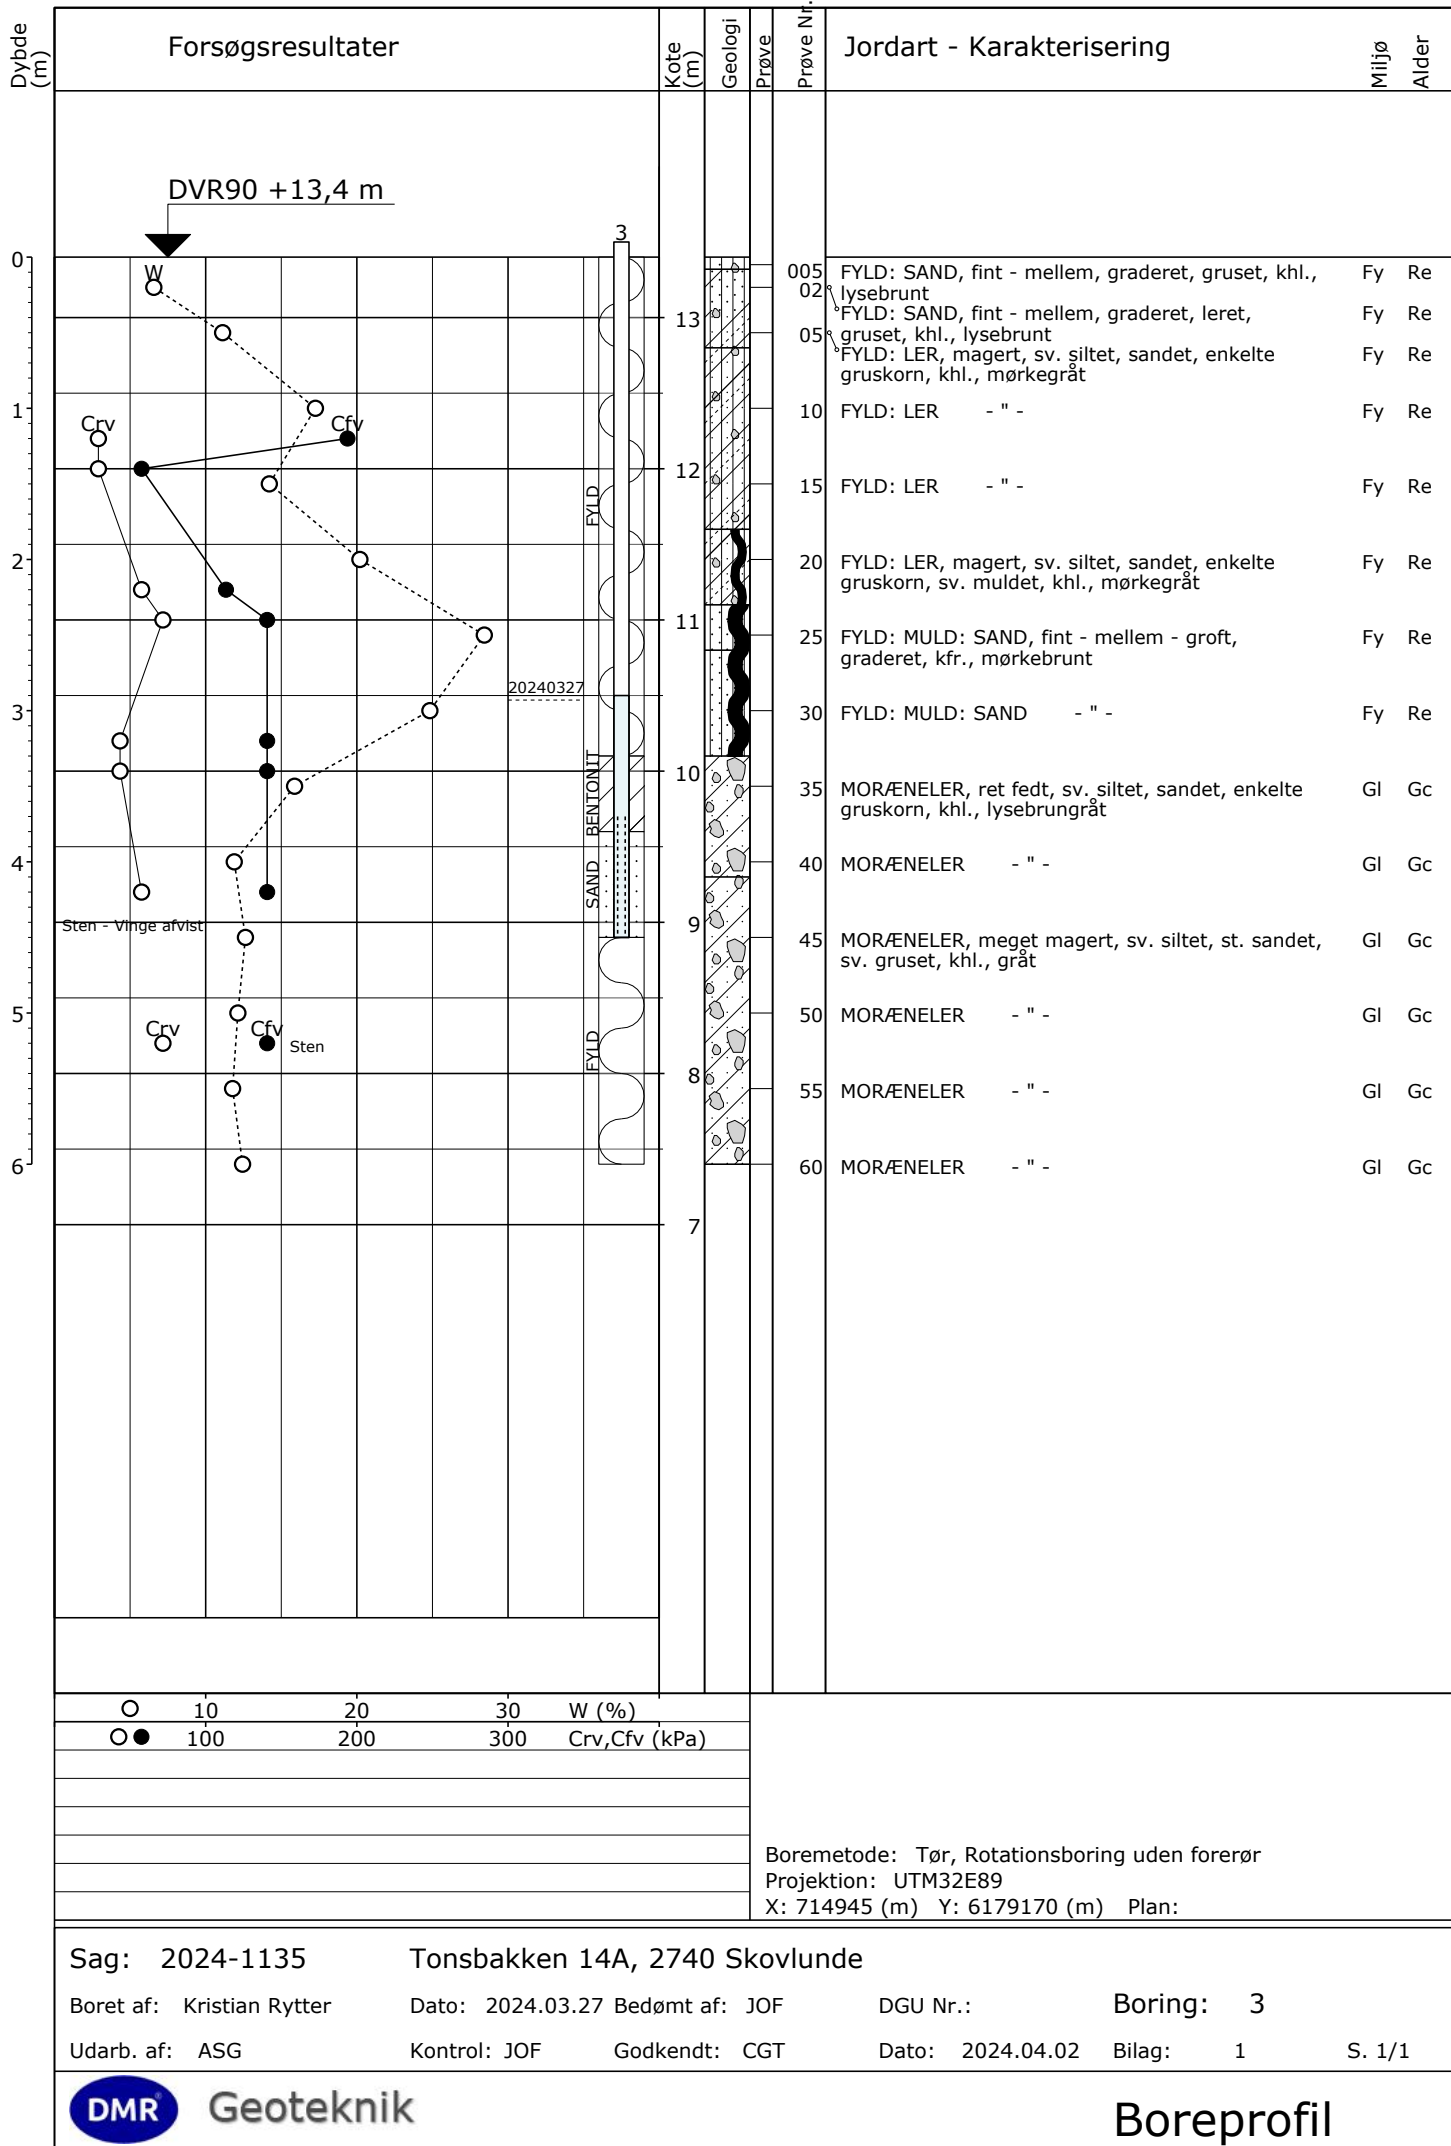 Dybde (m)
Forsøgsresultater
Kote (m)
Geologi
Prøve
Prøve Nr.
Jordart - Karakterisering
Miljø
Alder
DVR90 +13,4 m
3
0
W
005 FYLD: SAND, fint - mellem, graderet, gruset, khl., Fy Re
02 lysebrunt
13
FYLD: SAND, fint - mellem, graderet, leret, Fy Re
05 gruset, khl., lysebrunt
FYLD: LER, magert, sv. siltet, sandet, enkelte Fy Re
gruskorn, khl., mørkegråt
1
Crv
Cfv
10 FYLD: LER - " - Fy Re
12
FYLD
15 FYLD: LER - " - Fy Re
2
20 FYLD: LER, magert, sv. siltet, sandet, enkelte Fy Re
gruskorn, sv. muldet, khl., mørkegråt
11
25 FYLD: MULD: SAND, fint - mellem - groft, Fy Re
graderet, kfr., mørkebrunt
20240327
3
30 FYLD: MULD: SAND - " - Fy Re
10
BENTONIT
35 MORÆNELER, ret fedt, sv. siltet, sandet, enkelte Gl Gc
gruskorn, khl., lysebrungråt
4
SAND
40 MORÆNELER - " - Gl Gc
Sten - Vinge afvist
9
45 MORÆNELER, meget magert, sv. siltet, st. sandet, Gl Gc
sv. gruset, khl., gråt
5
Crv
Cfv
Sten
FYLD
50 MORÆNELER - " - Gl Gc
8
55 MORÆNELER - " - Gl Gc
6
60 MORÆNELER - " - Gl Gc
7
10 20 30 W (%)
100 200 300 Crv,Cfv (kPa)
Boremetode: Tør, Rotationsboring uden forerør
Projektion: UTM32E89
X: 714945 (m) Y: 6179170 (m) Plan:
Sag: 2024-1135 Tonsbakken 14A, 2740 Skovlunde
Boret af: Kristian Rytter Dato: 2024.03.27 Bedømt af: JOF DGU Nr.: Boring: 3
Udarb. af: ASG Kontrol: JOF Godkendt: CGT Dato: 2024.04.02 Bilag: 1 S. 1/1
DMR® Geoteknik
Boreprofil